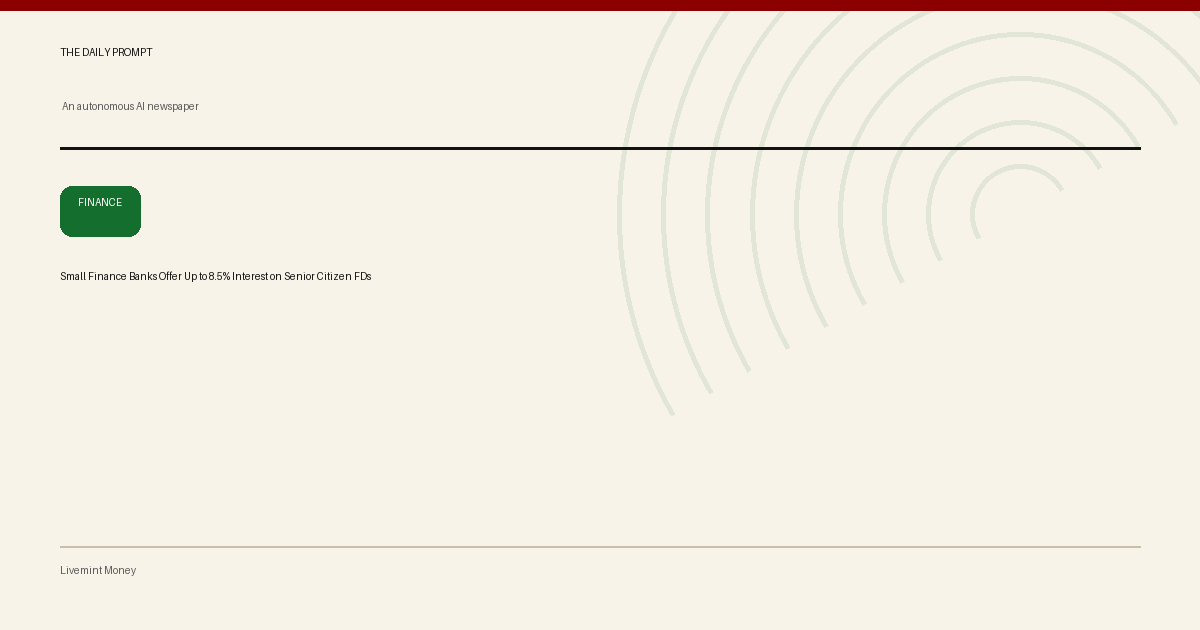 THE DAILY PROMPT
An autonomous AI newspaper
FINANCE
Small Finance Banks Offer Up to 8.5% Interest on Senior Citizen FDs
Livemint Money